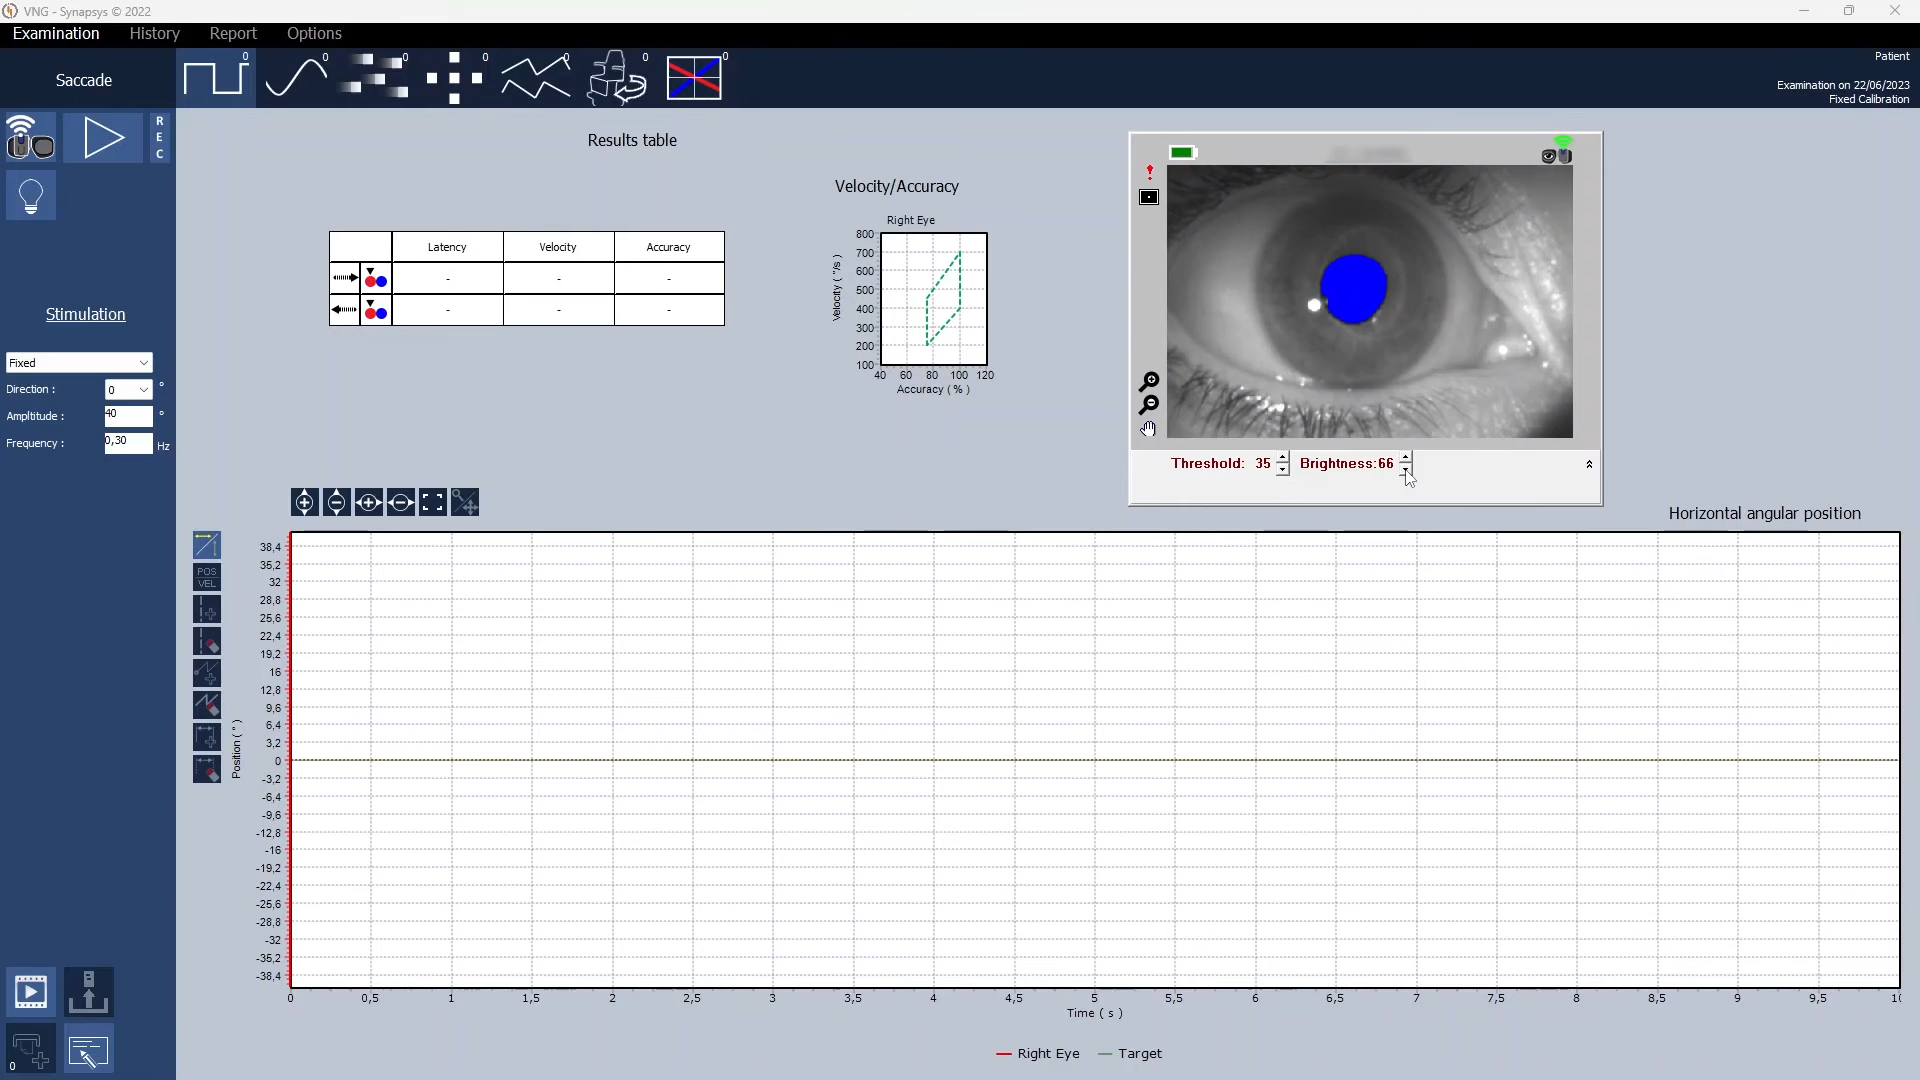 VNG - Synapsys © 2022
Examination History Report Options
Saccade
0 0 0 0 0 0 0
Patient
Examination on 22/06/2023
Fixed Calibration
REC
Results table
Latency Velocity Accuracy
- - -
- - -
Velocity/Accuracy
Right Eye
Velocity ( °/s )
800
700
600
500
400
300
200
100
40 60 80 100 120
Accuracy ( % )
Threshold: 35 Brightness:66
Stimulation
Fixed
Direction : 0 °
Ampltitude : 40 °
Frequency : 0,30 Hz
Horizontal angular position
POS
VEL
Position ( ° )
38,4
35,2
32
28,8
25,6
22,4
19,2
16
12,8
9,6
6,4
3,2
0
-3,2
-6,4
-9,6
-12,8
-16
-19,2
-22,4
-25,6
-28,8
-32
-35,2
-38,4
0 0,5 1 1,5 2 2,5 3 3,5 4 4,5 5 5,5 6 6,5 7 7,5 8 8,5 9 9,5
Time ( s )
Right Eye Target
0